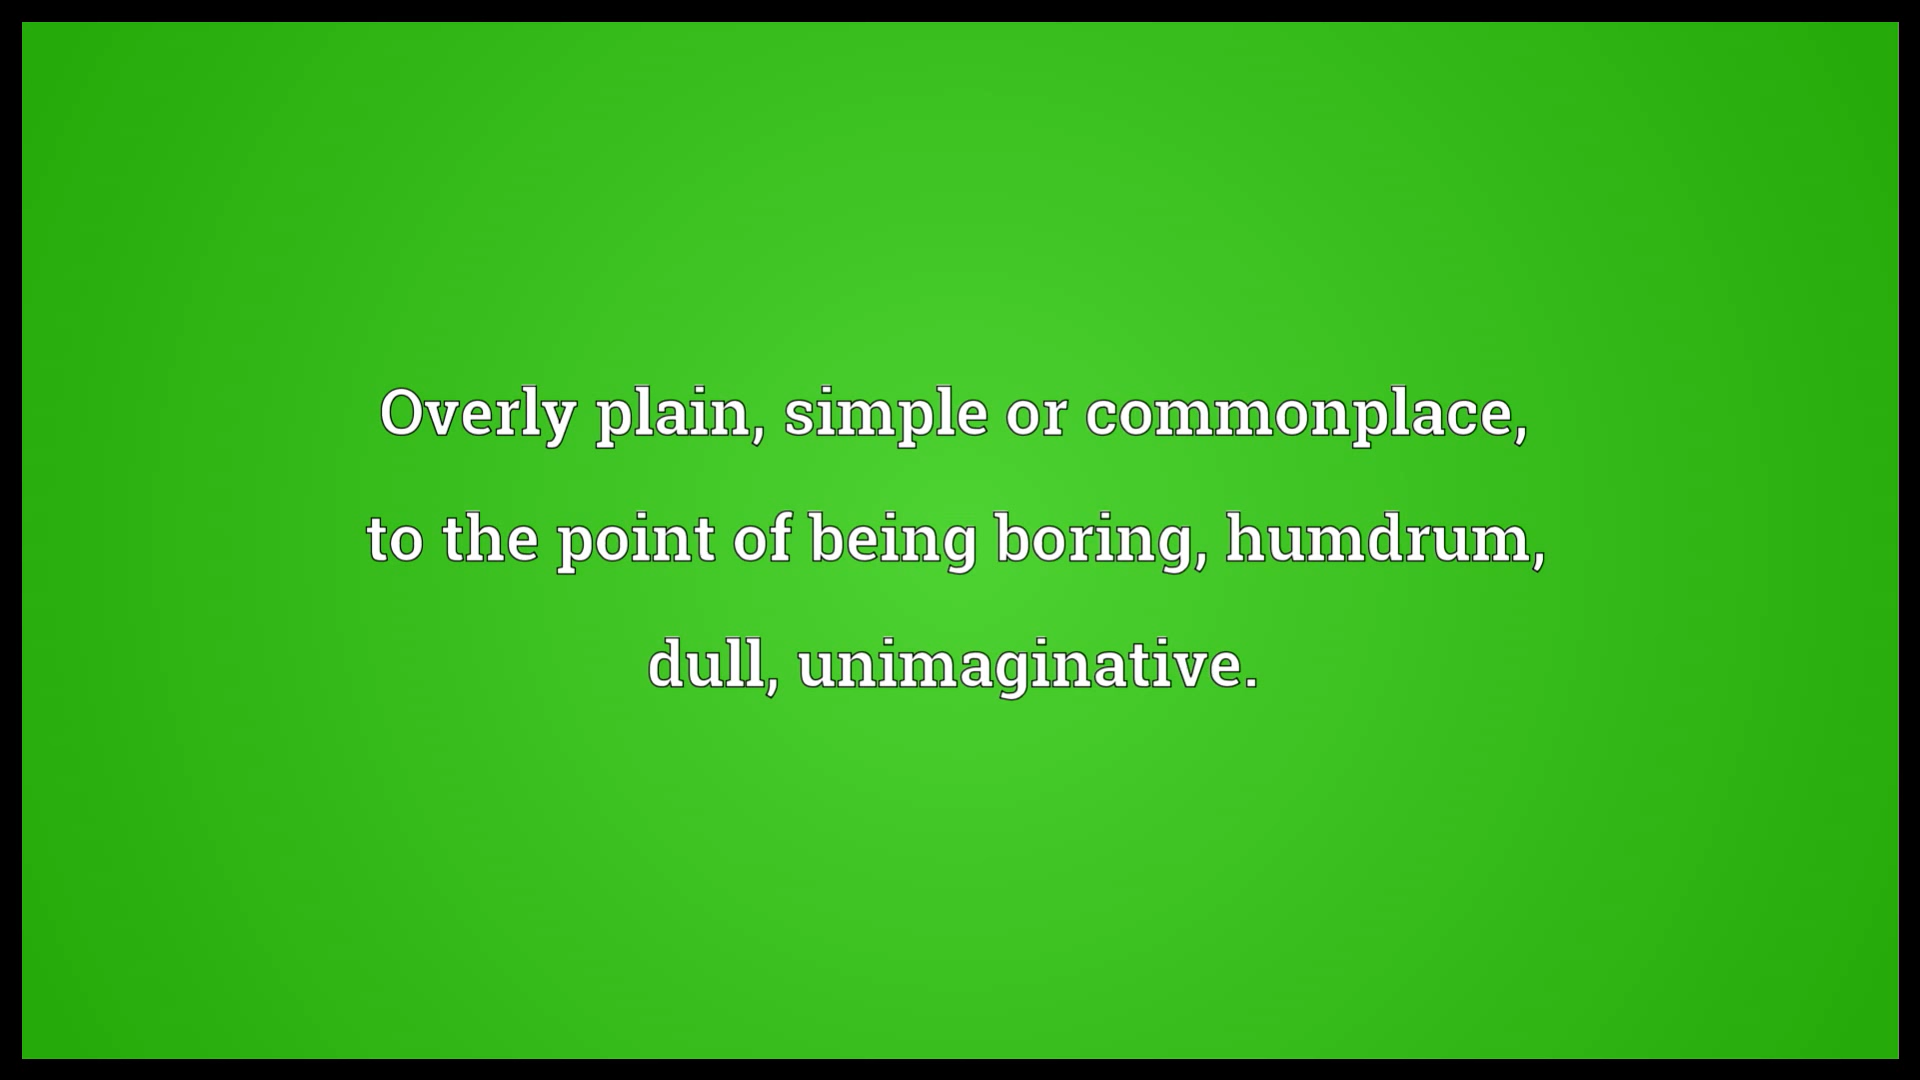 Overly plain, simple or commonplace,
to the point of being boring, humdrum,
dull, unimaginative.